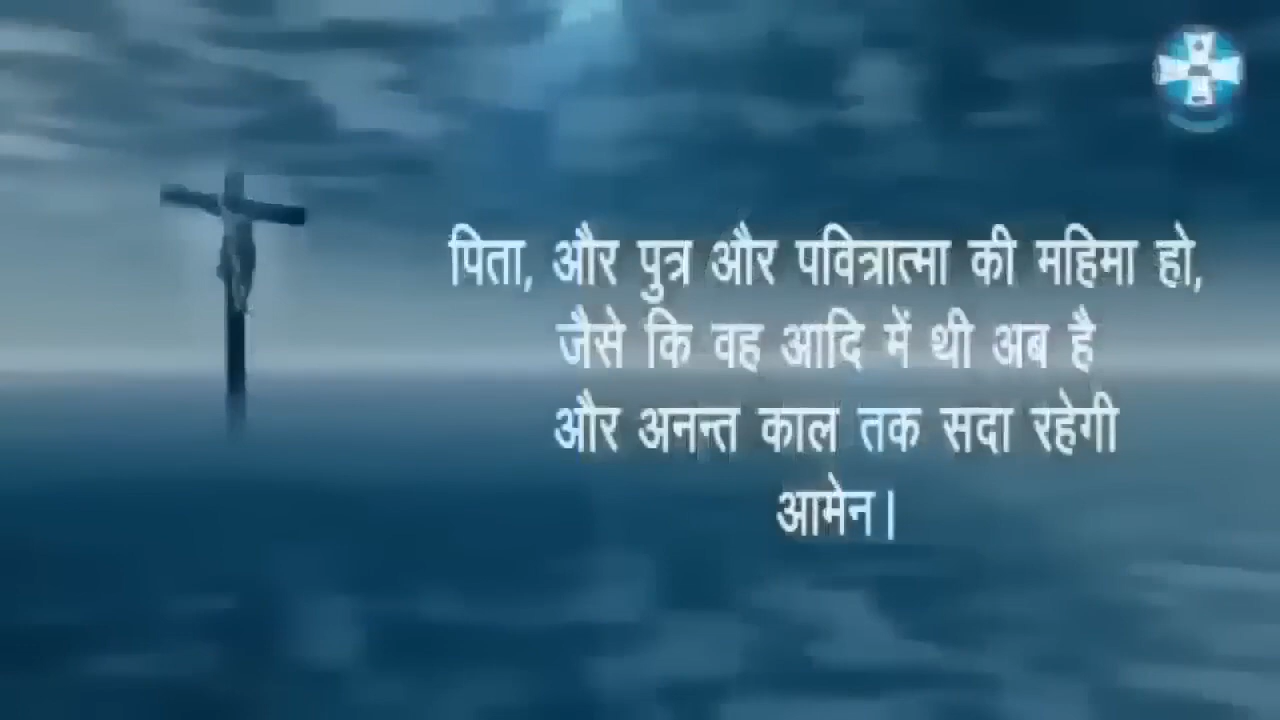 पिता, और पुत्र और पवित्रात्मा की महिमा हो,
जैसे कि वह आदि में थी अब है
और अनन्त काल तक सदा रहेगी
आमेन।